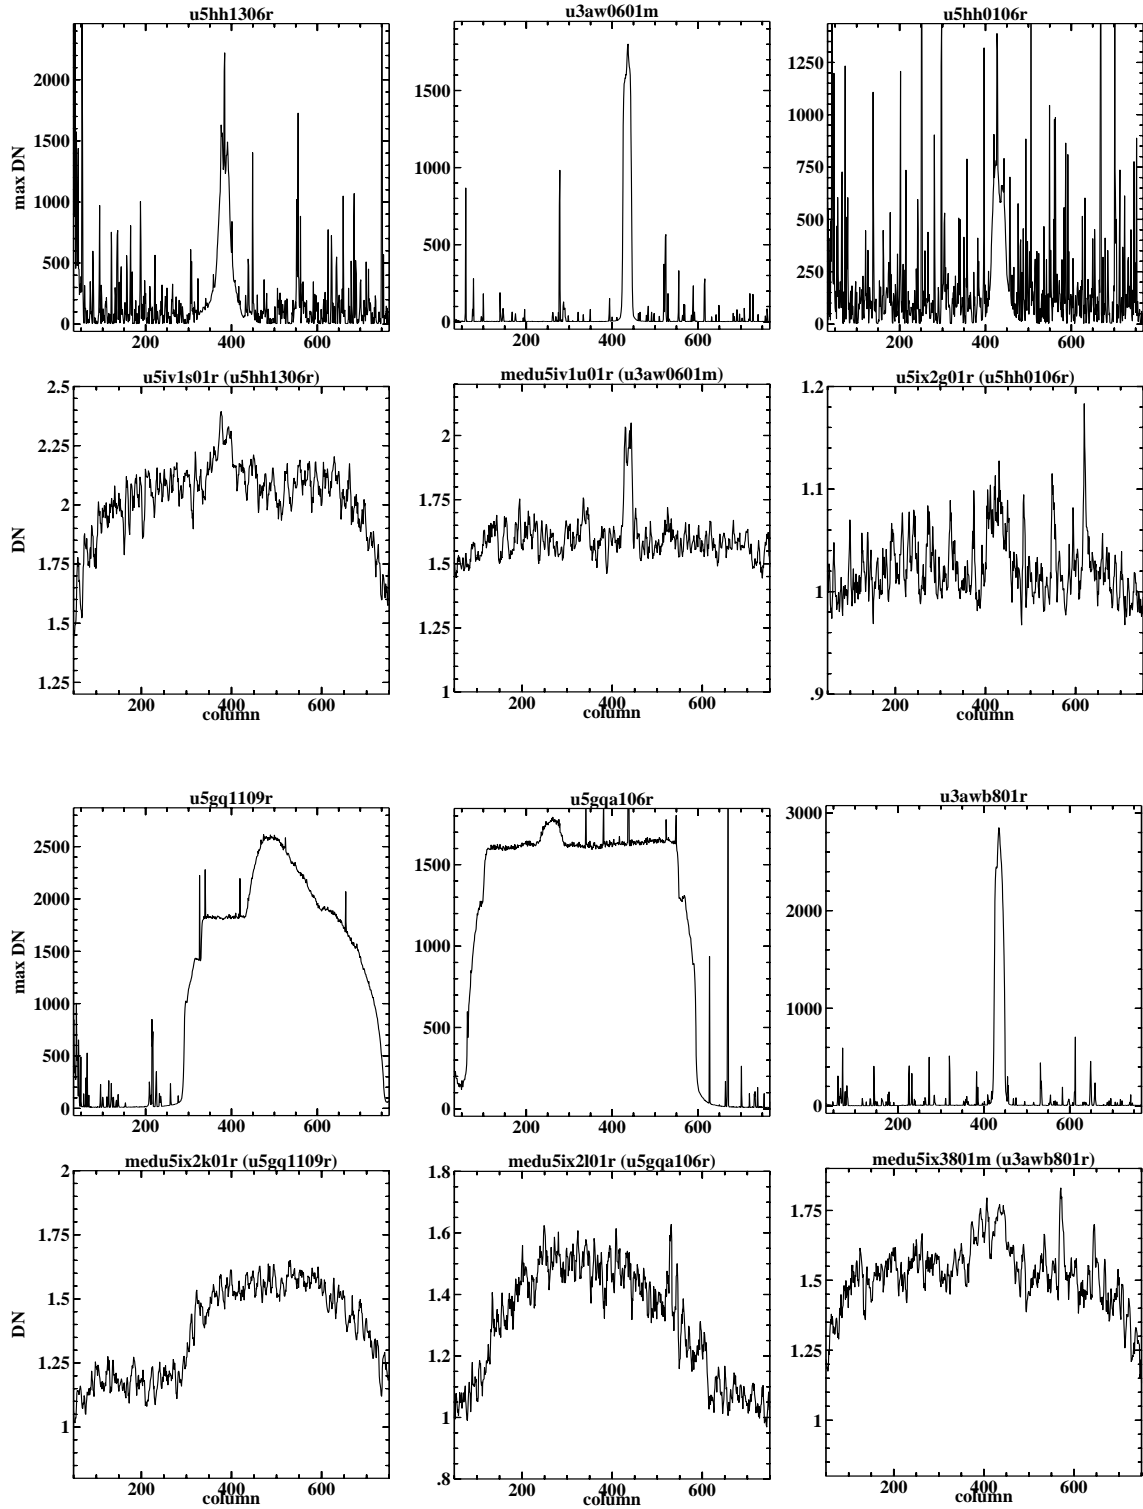 u5hh1306r
u3aw0601m
u5hh0106r
max DN
2000
1500
1000
500
0
200 400 600
1500
1000
500
0
200 400 600
1250
1000
750
500
250
0
200 400 600
u5iv1s01r (u5hh1306r)
medu5iv1u01r (u3aw0601m)
u5ix2g01r (u5hh0106r)
DN
2.5
2.25
2
1.75
1.5
1.25
200 400 600
column
2
1.75
1.5
1.25
1
200 400 600
column
1.2
1.1
1
.9
200 400 600
column
u5gq1109r
u5gqa106r
u3awb801r
max DN
2500
2000
1500
1000
500
0
200 400 600
1500
1000
500
0
200 400 600
3000
2000
1000
0
200 400 600
medu5ix2k01r (u5gq1109r)
medu5ix2l01r (u5gqa106r)
medu5ix3801m (u3awb801r)
DN
2
1.75
1.5
1.25
1
200 400 600
column
1.8
1.6
1.4
1.2
1
.8
200 400 600
column
1.75
1.5
1.25
1
200 400 600
column